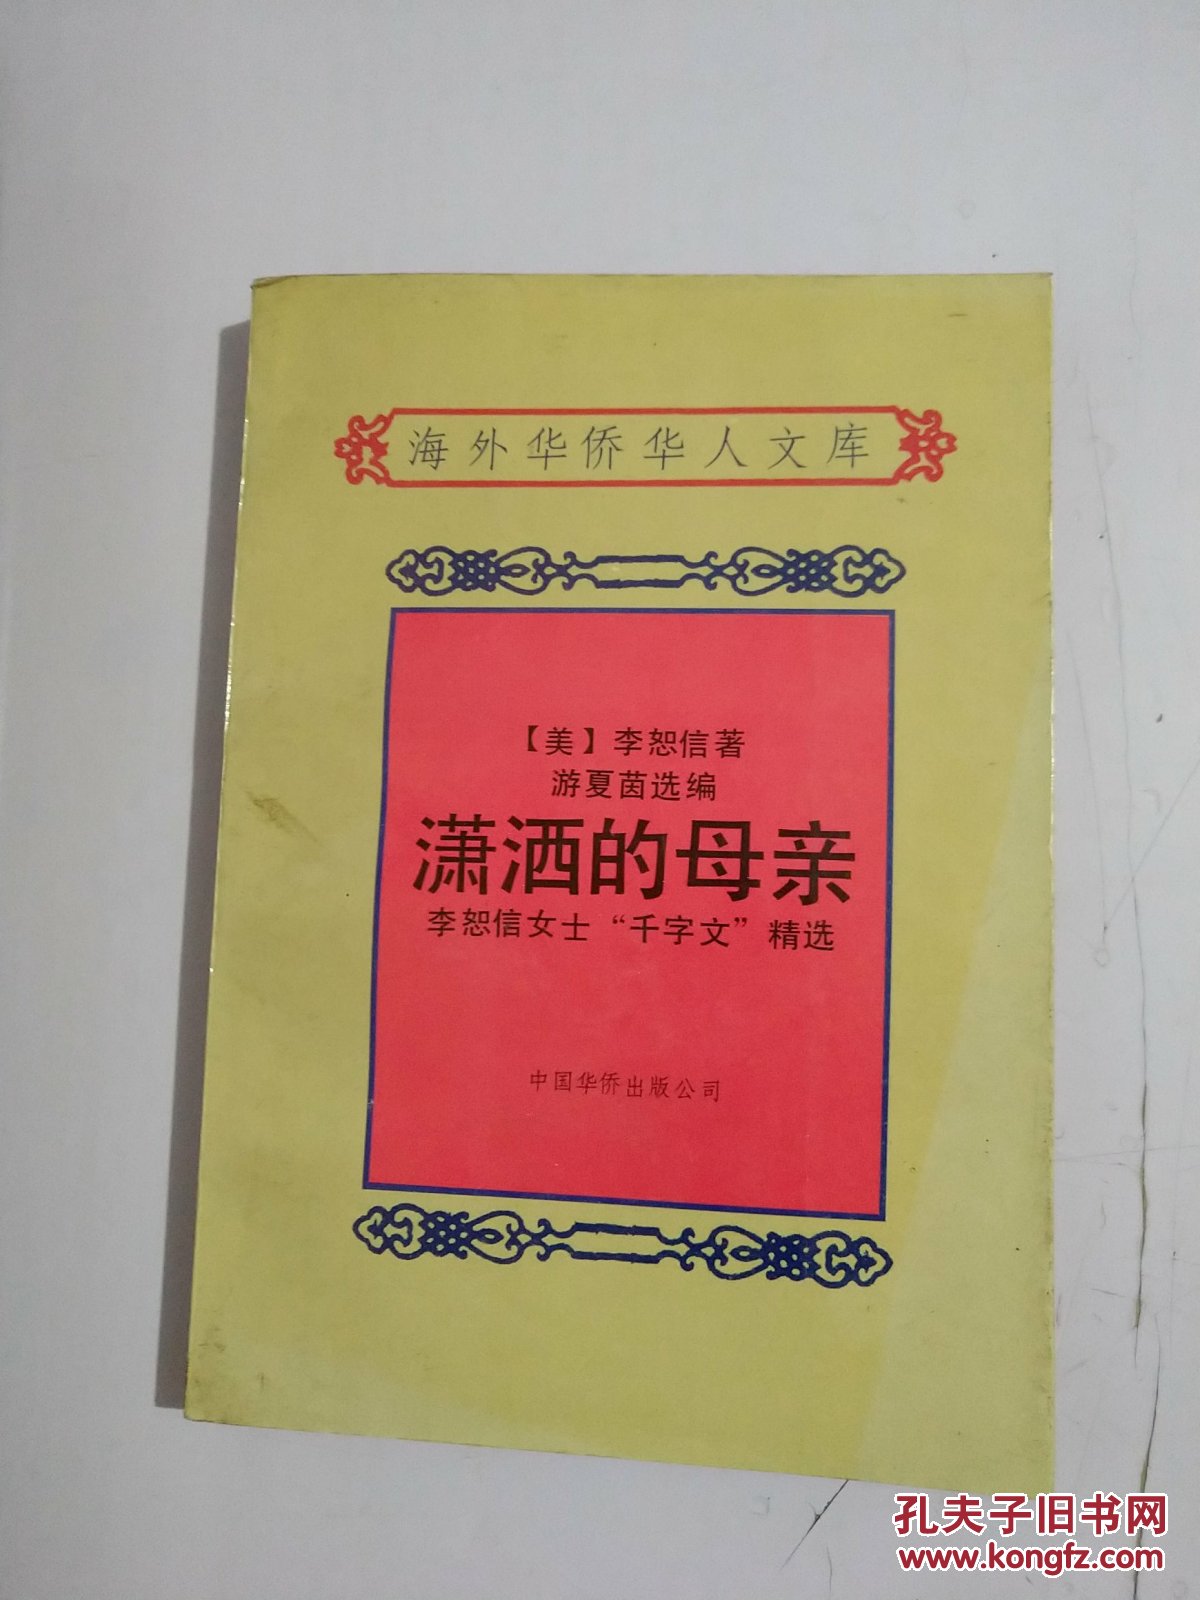 海外华侨华人文库
【美】李恕信著
游夏茵选编
潇洒的母亲
李恕信女士“千字文”精选
中国华侨出版公司
孔夫子旧书网
www.kongfz.com